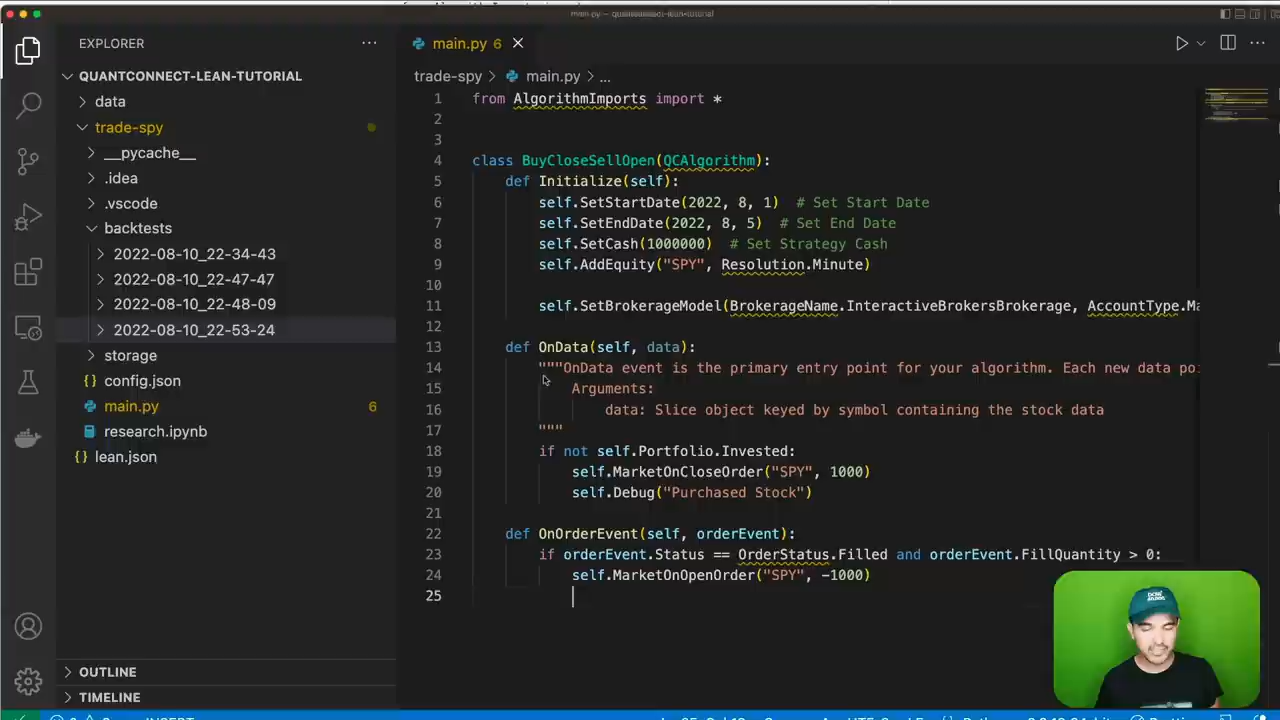 main.py — quantconnect-lean-tutorial
EXPLORER
QUANTCONNECT-LEAN-TUTORIAL
data
trade-spy
__pycache__
.idea
.vscode
backtests
2022-08-10_22-34-43
2022-08-10_22-47-47
2022-08-10_22-48-09
2022-08-10_22-53-24
storage
config.json
main.py 6
research.ipynb
lean.json
OUTLINE
TIMELINE
main.py 6
trade-spy > main.py > ...
1 from AlgorithmImports import *
2
3
4 class BuyCloseSellOpen(QCAlgorithm):
5 def Initialize(self):
6 self.SetStartDate(2022, 8, 1) # Set Start Date
7 self.SetEndDate(2022, 8, 5) # Set End Date
8 self.SetCash(1000000) # Set Strategy Cash
9 self.AddEquity("SPY", Resolution.Minute)
10
11 self.SetBrokerageModel(BrokerageName.InteractiveBrokersBrokerage, AccountType.Ma
12
13 def OnData(self, data):
14 """OnData event is the primary entry point for your algorithm. Each new data poi
15 Arguments:
16 data: Slice object keyed by symbol containing the stock data
17 """
18 if not self.Portfolio.Invested:
19 self.MarketOnCloseOrder("SPY", 1000)
20 self.Debug("Purchased Stock")
21
22 def OnOrderEvent(self, orderEvent):
23 if orderEvent.Status == OrderStatus.Filled and orderEvent.FillQuantity > 0:
24 self.MarketOnOpenOrder("SPY", -1000)
25